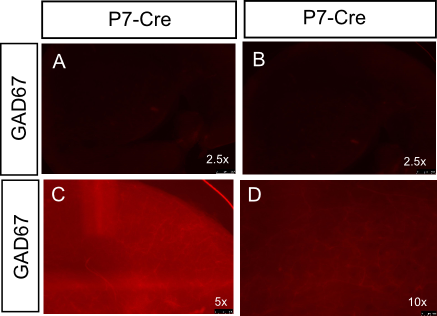 P7-Cre
P7-Cre
GAD67
A
2.5x
B
2.5x
GAD67
C
5x
D
10x